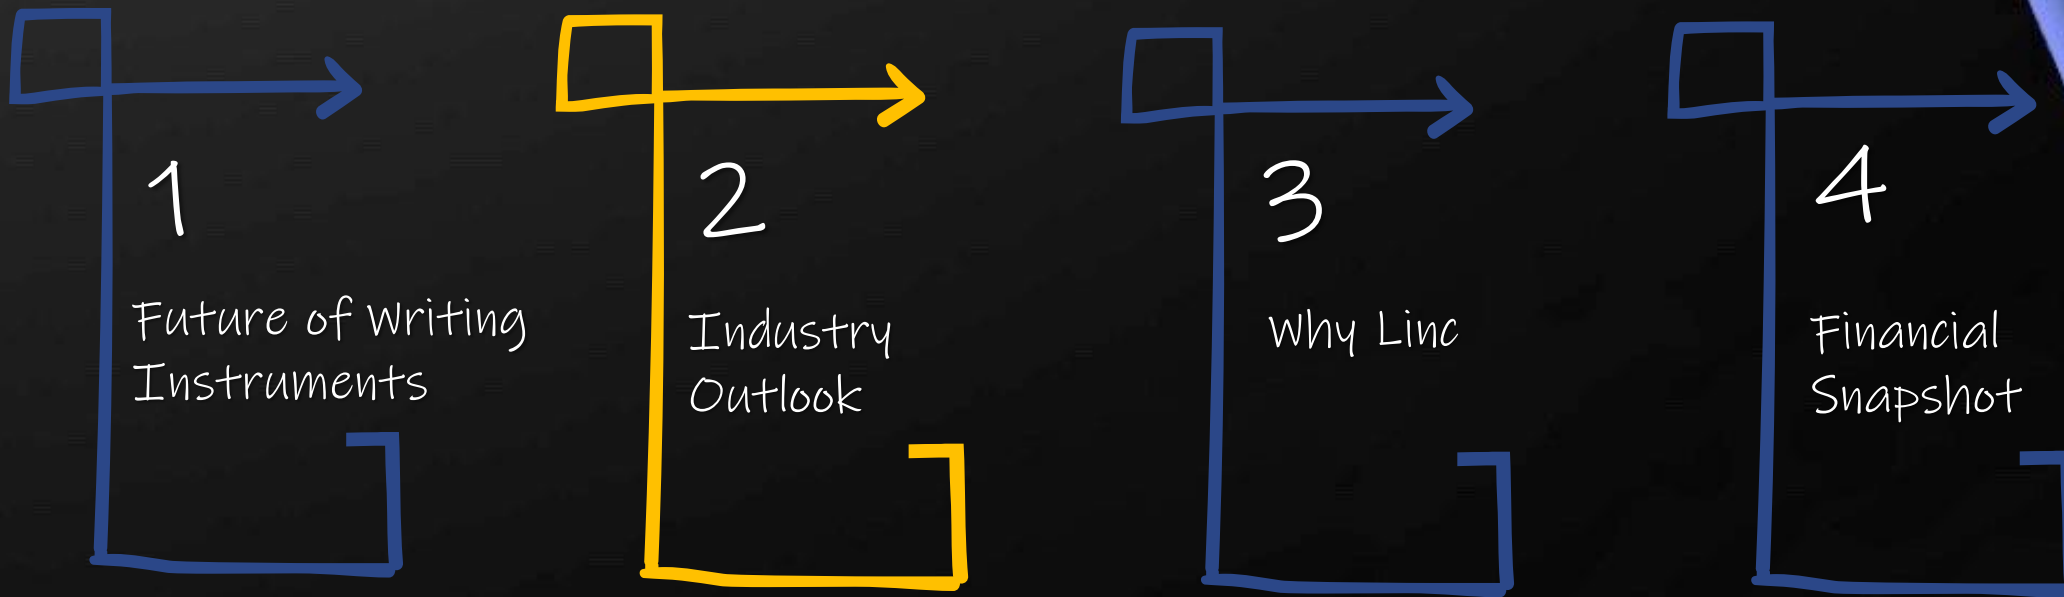 1
Future of Writing
Instruments
2
Industry
Outlook
3
Why Linc
4
Financial
Snapshot